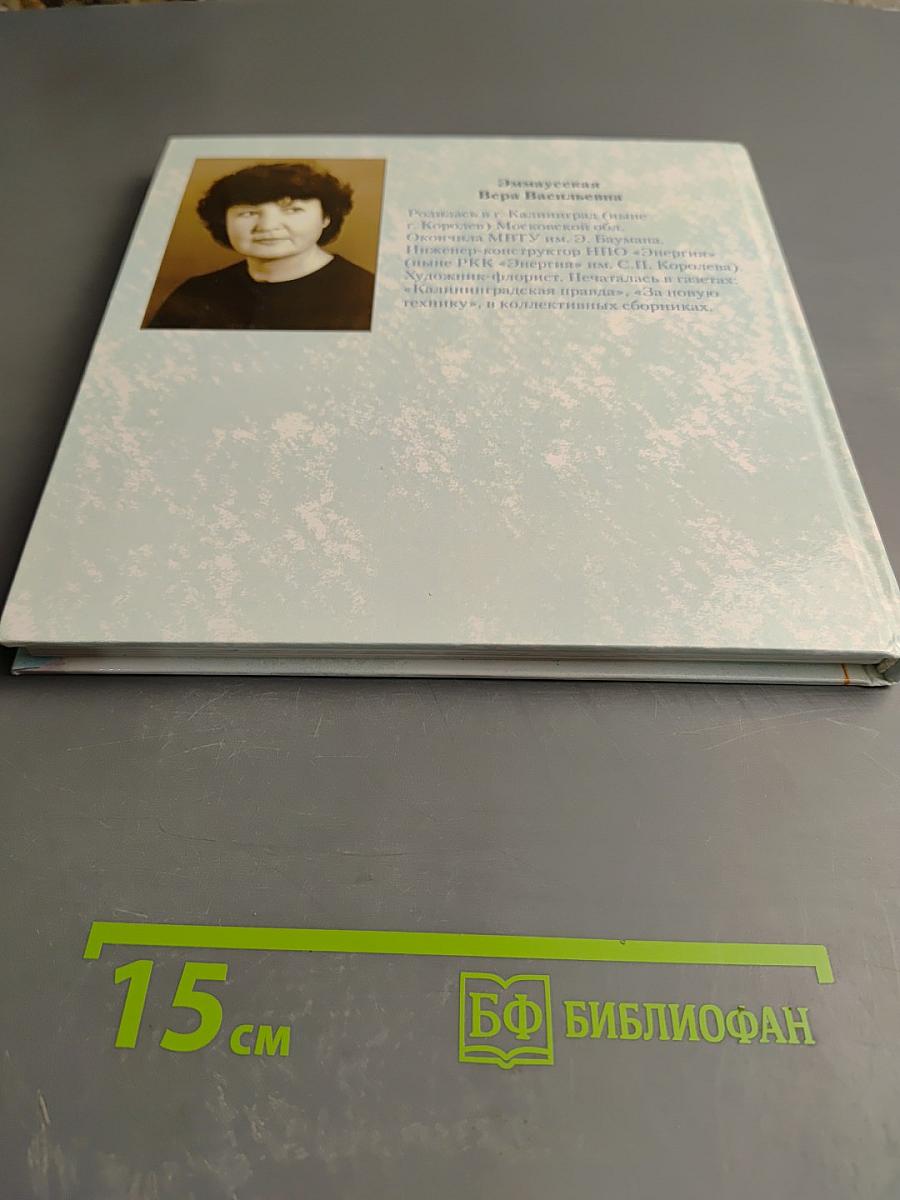 Эммаусская
Вера Васильевна
Родилась в г. Калининград (ныне
г. Королев) Московской обл.
Окончила МВТУ им. Э. Баумана.
Инженер-конструктор НПО «Энергия»
(ныне РКК «Энергия» им. С.П. Королева).
Художник-флорист. Печаталась в газетах:
«Калининградская правда», «За новую
технику», в коллективных сборниках.
15 см
БФ БИБЛИОФАН